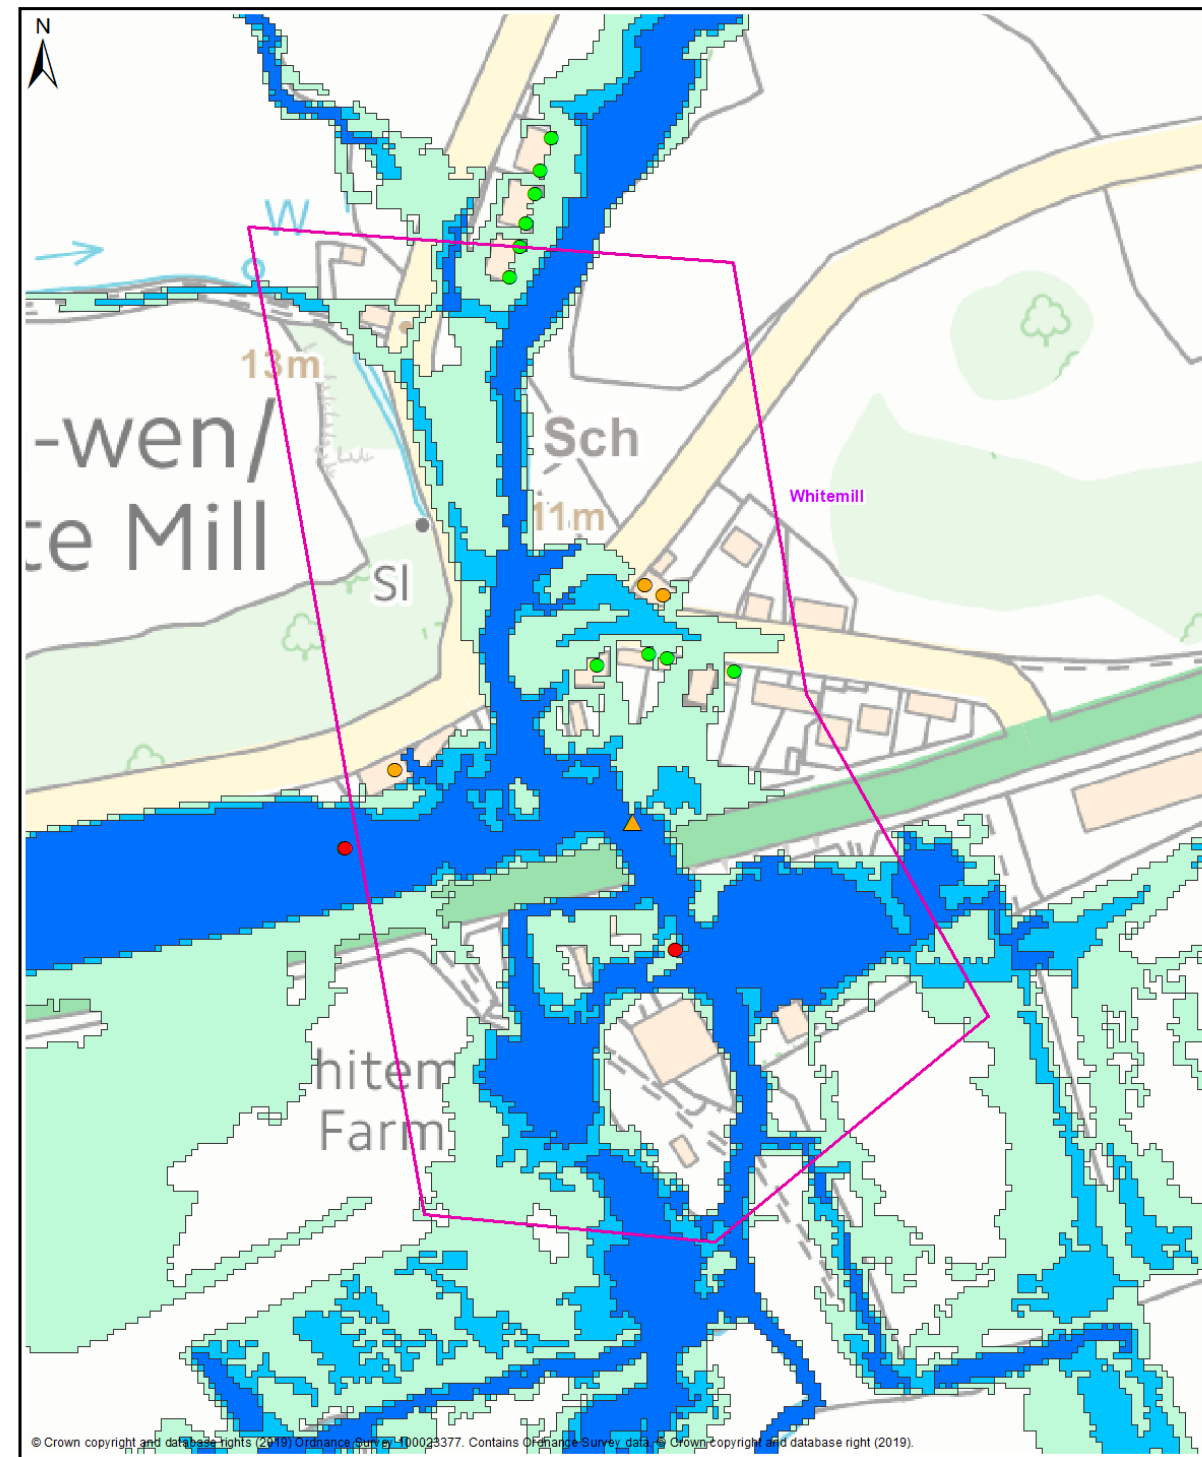 N
W
13m
-wen/
te Mill
Sch
11m
Whitemill
Sl
hitem
Farm
© Crown copyright and database rights (2019) Ordnance Survey 100023377. Contains Ordnance Survey data. © Crown copyright and database right (2019).